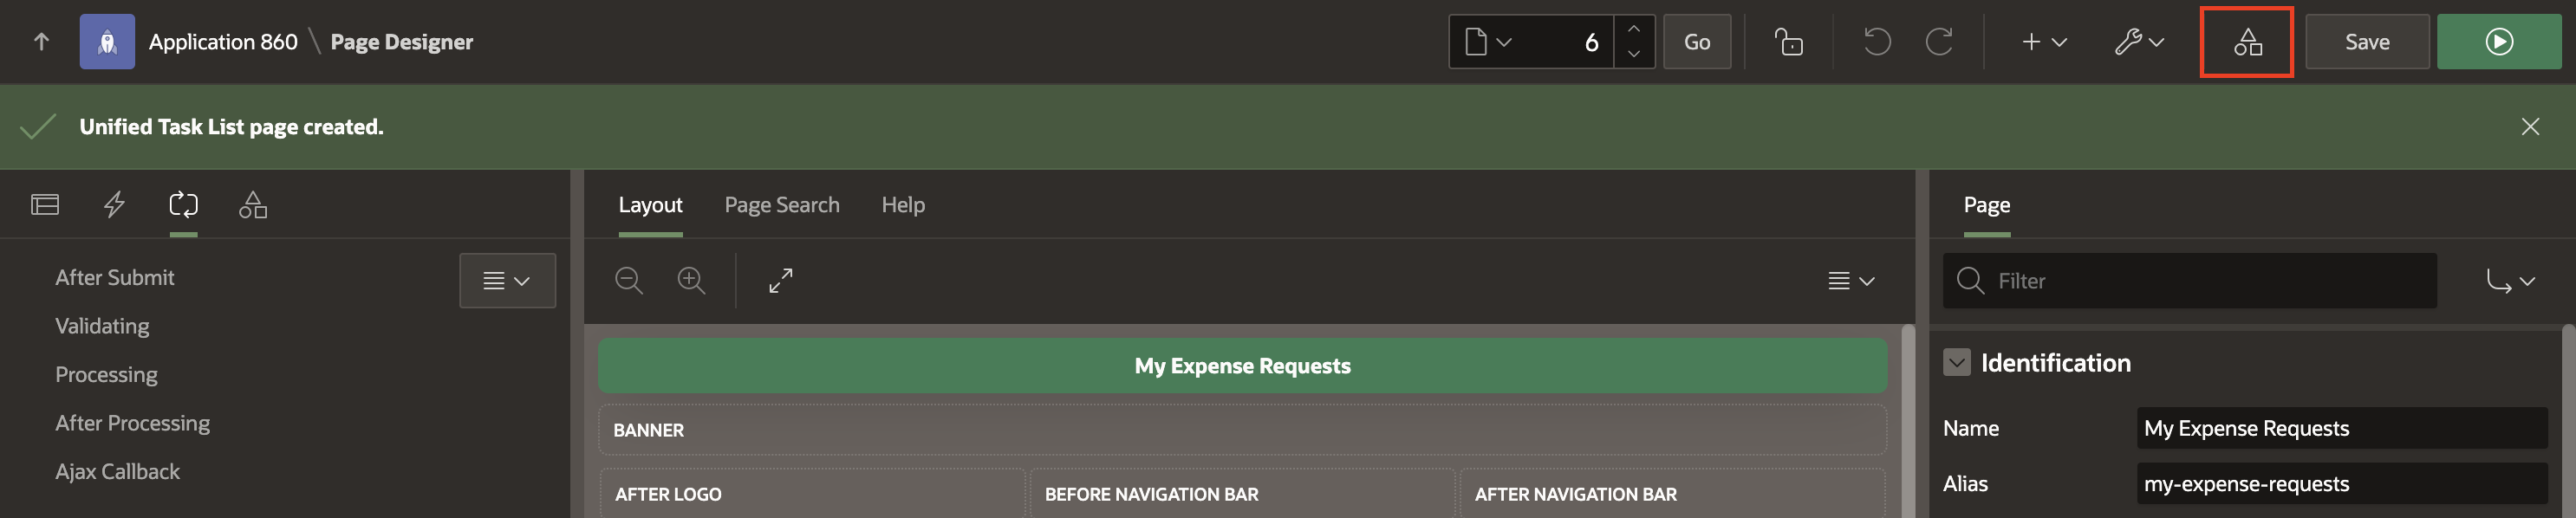 Application 860 \ Page Designer
6
Go
Save
Unified Task List page created.
Layout
Page Search
Help
Page
After Submit
Validating
Processing
After Processing
Ajax Callback
My Expense Requests
BANNER
AFTER LOGO
BEFORE NAVIGATION BAR
AFTER NAVIGATION BAR
Filter
Identification
Name
My Expense Requests
Alias
my-expense-requests